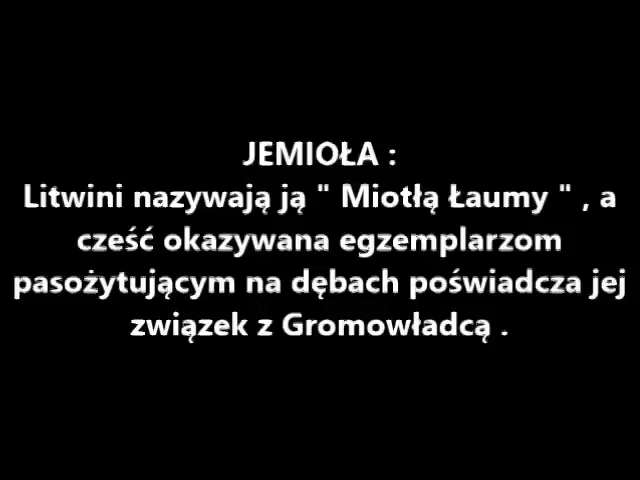 JEMIOŁA :
Litwini nazywają ją " Miotłą Łaumy " , a
cześć okazywana egzemplarzom
pasożytującym na dębach poświadcza jej
związek z Gromowładcą .